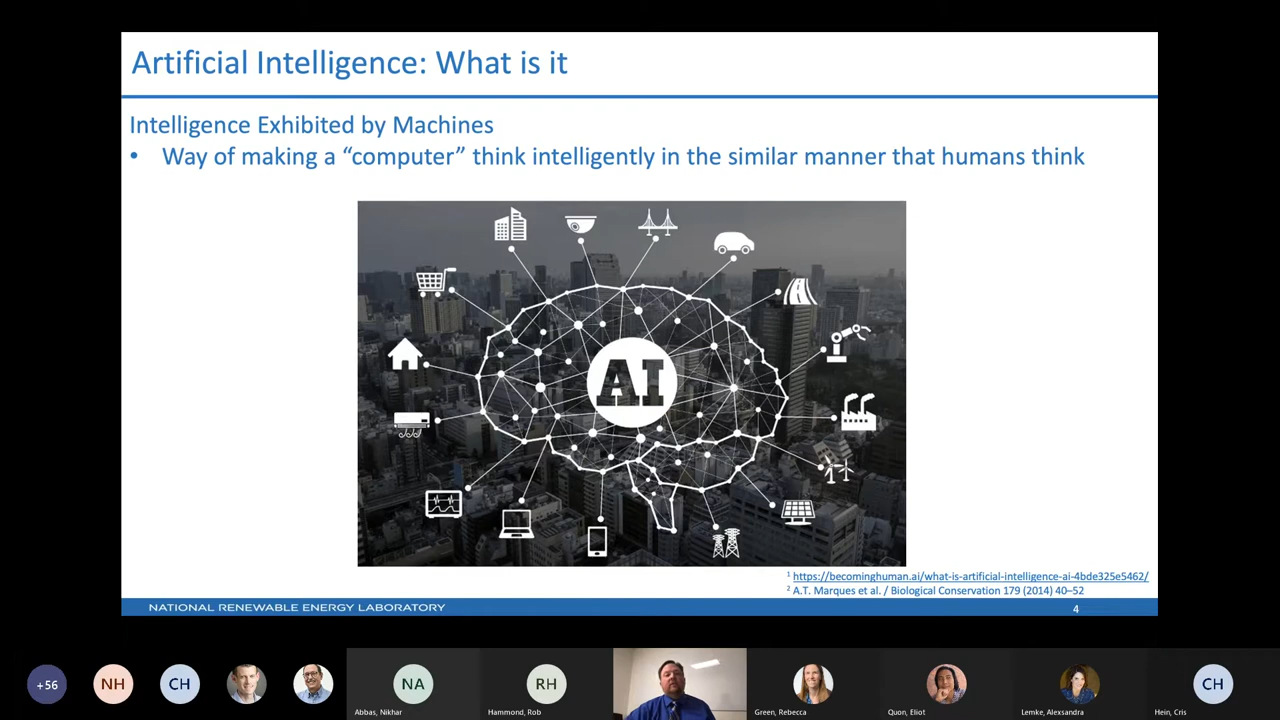 Artificial Intelligence: What is it
Intelligence Exhibited by Machines
• Way of making a “computer” think intelligently in the similar manner that humans think
AI
1 https://becominghuman.ai/what-is-artificial-intelligence-ai-4bde325e5462/
2 A.T. Marques et al. / Biological Conservation 179 (2014) 40–52
NATIONAL RENEWABLE ENERGY LABORATORY
4
+56
NH
CH
NA
RH
CH
Abbas, Nikhar
Hammond, Rob
Green, Rebecca
Quon, Eliot
Lemke, Alexsandra
Hein, Cris